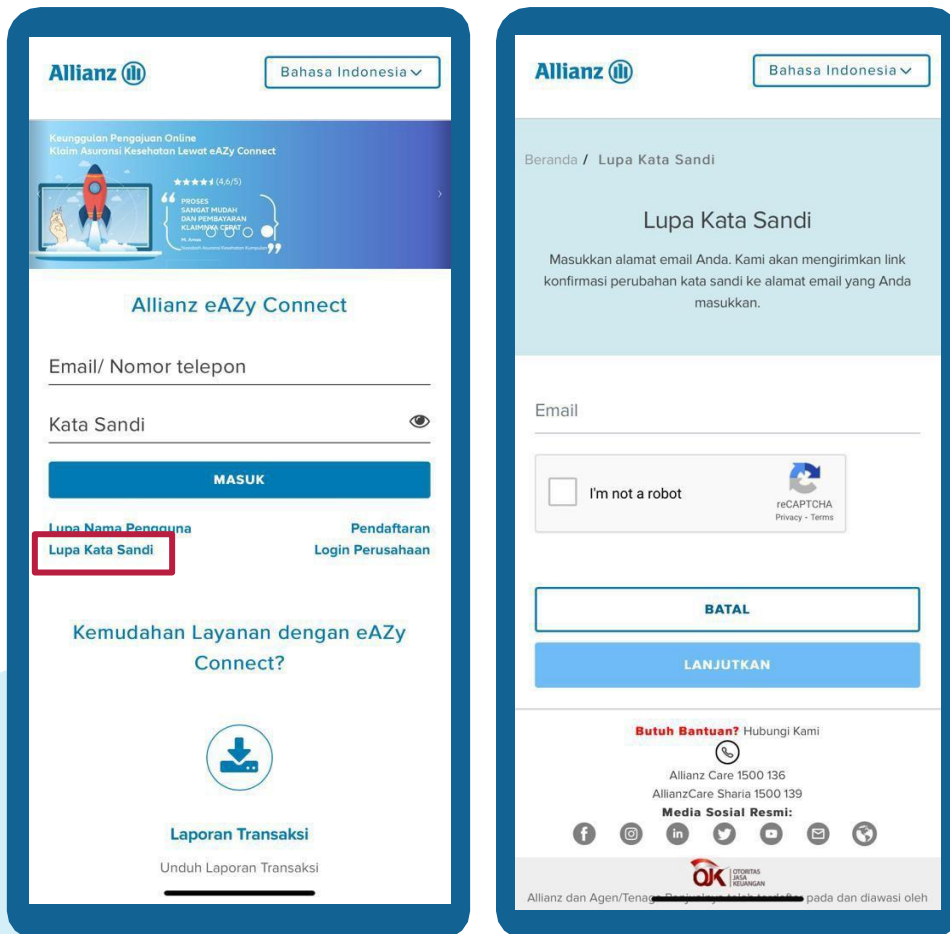 Allianz
Bahasa Indonesia
Keunggulan Pengajuan Online
Klaim Asuransi Kesehatan Lewat eAZy Connect
(4,6/5)
PROSES
SANGAT MUDAH
DAN PEMBAYARAN
KLAIMNYA CEPAT
Allianz eAZy Connect
Email/ Nomor telepon
Kata Sandi
MASUK
Lupa Nama Pengguna
Pendaftaran
Lupa Kata Sandi
Login Perusahaan
Kemudahan Layanan dengan eAZy
Connect?
Laporan Transaksi
Unduh Laporan Transaksi
Allianz
Bahasa Indonesia
Beranda / Lupa Kata Sandi
Lupa Kata Sandi
Masukkan alamat email Anda. Kami akan mengirimkan link
konfirmasi perubahan kata sandi ke alamat email yang Anda
masukkan.
Email
I'm not a robot
reCAPTCHA
Privacy - Terms
BATAL
LANJUTKAN
Butuh Bantuan? Hubungi Kami
Allianz Care 1500 136
AllianzCare Sharia 1500 139
Media Sosial Resmi:
OJK
OTORITAS
JASA
KEUANGAN
Allianz dan Agen/Tenaga pada dan diawasi oleh